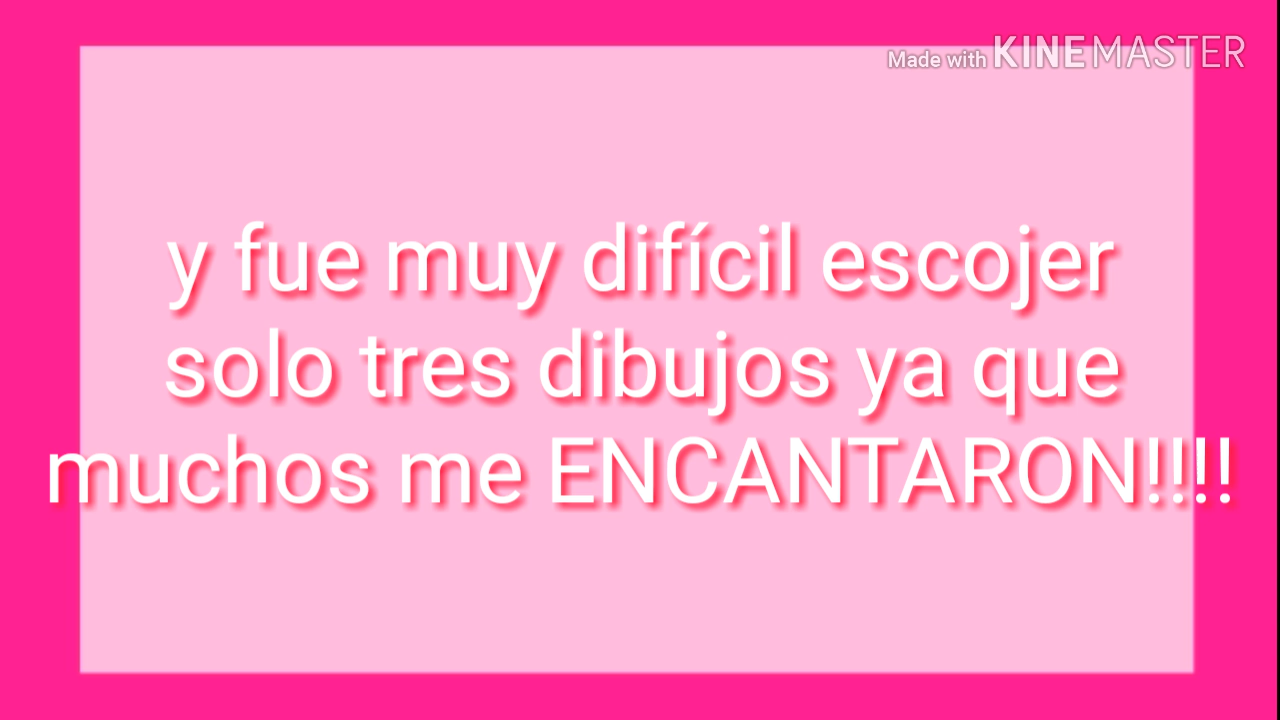 Made with KINEMASTER
y fue muy difícil escojer
solo tres dibujos ya que
muchos me ENCANTARON!!!!